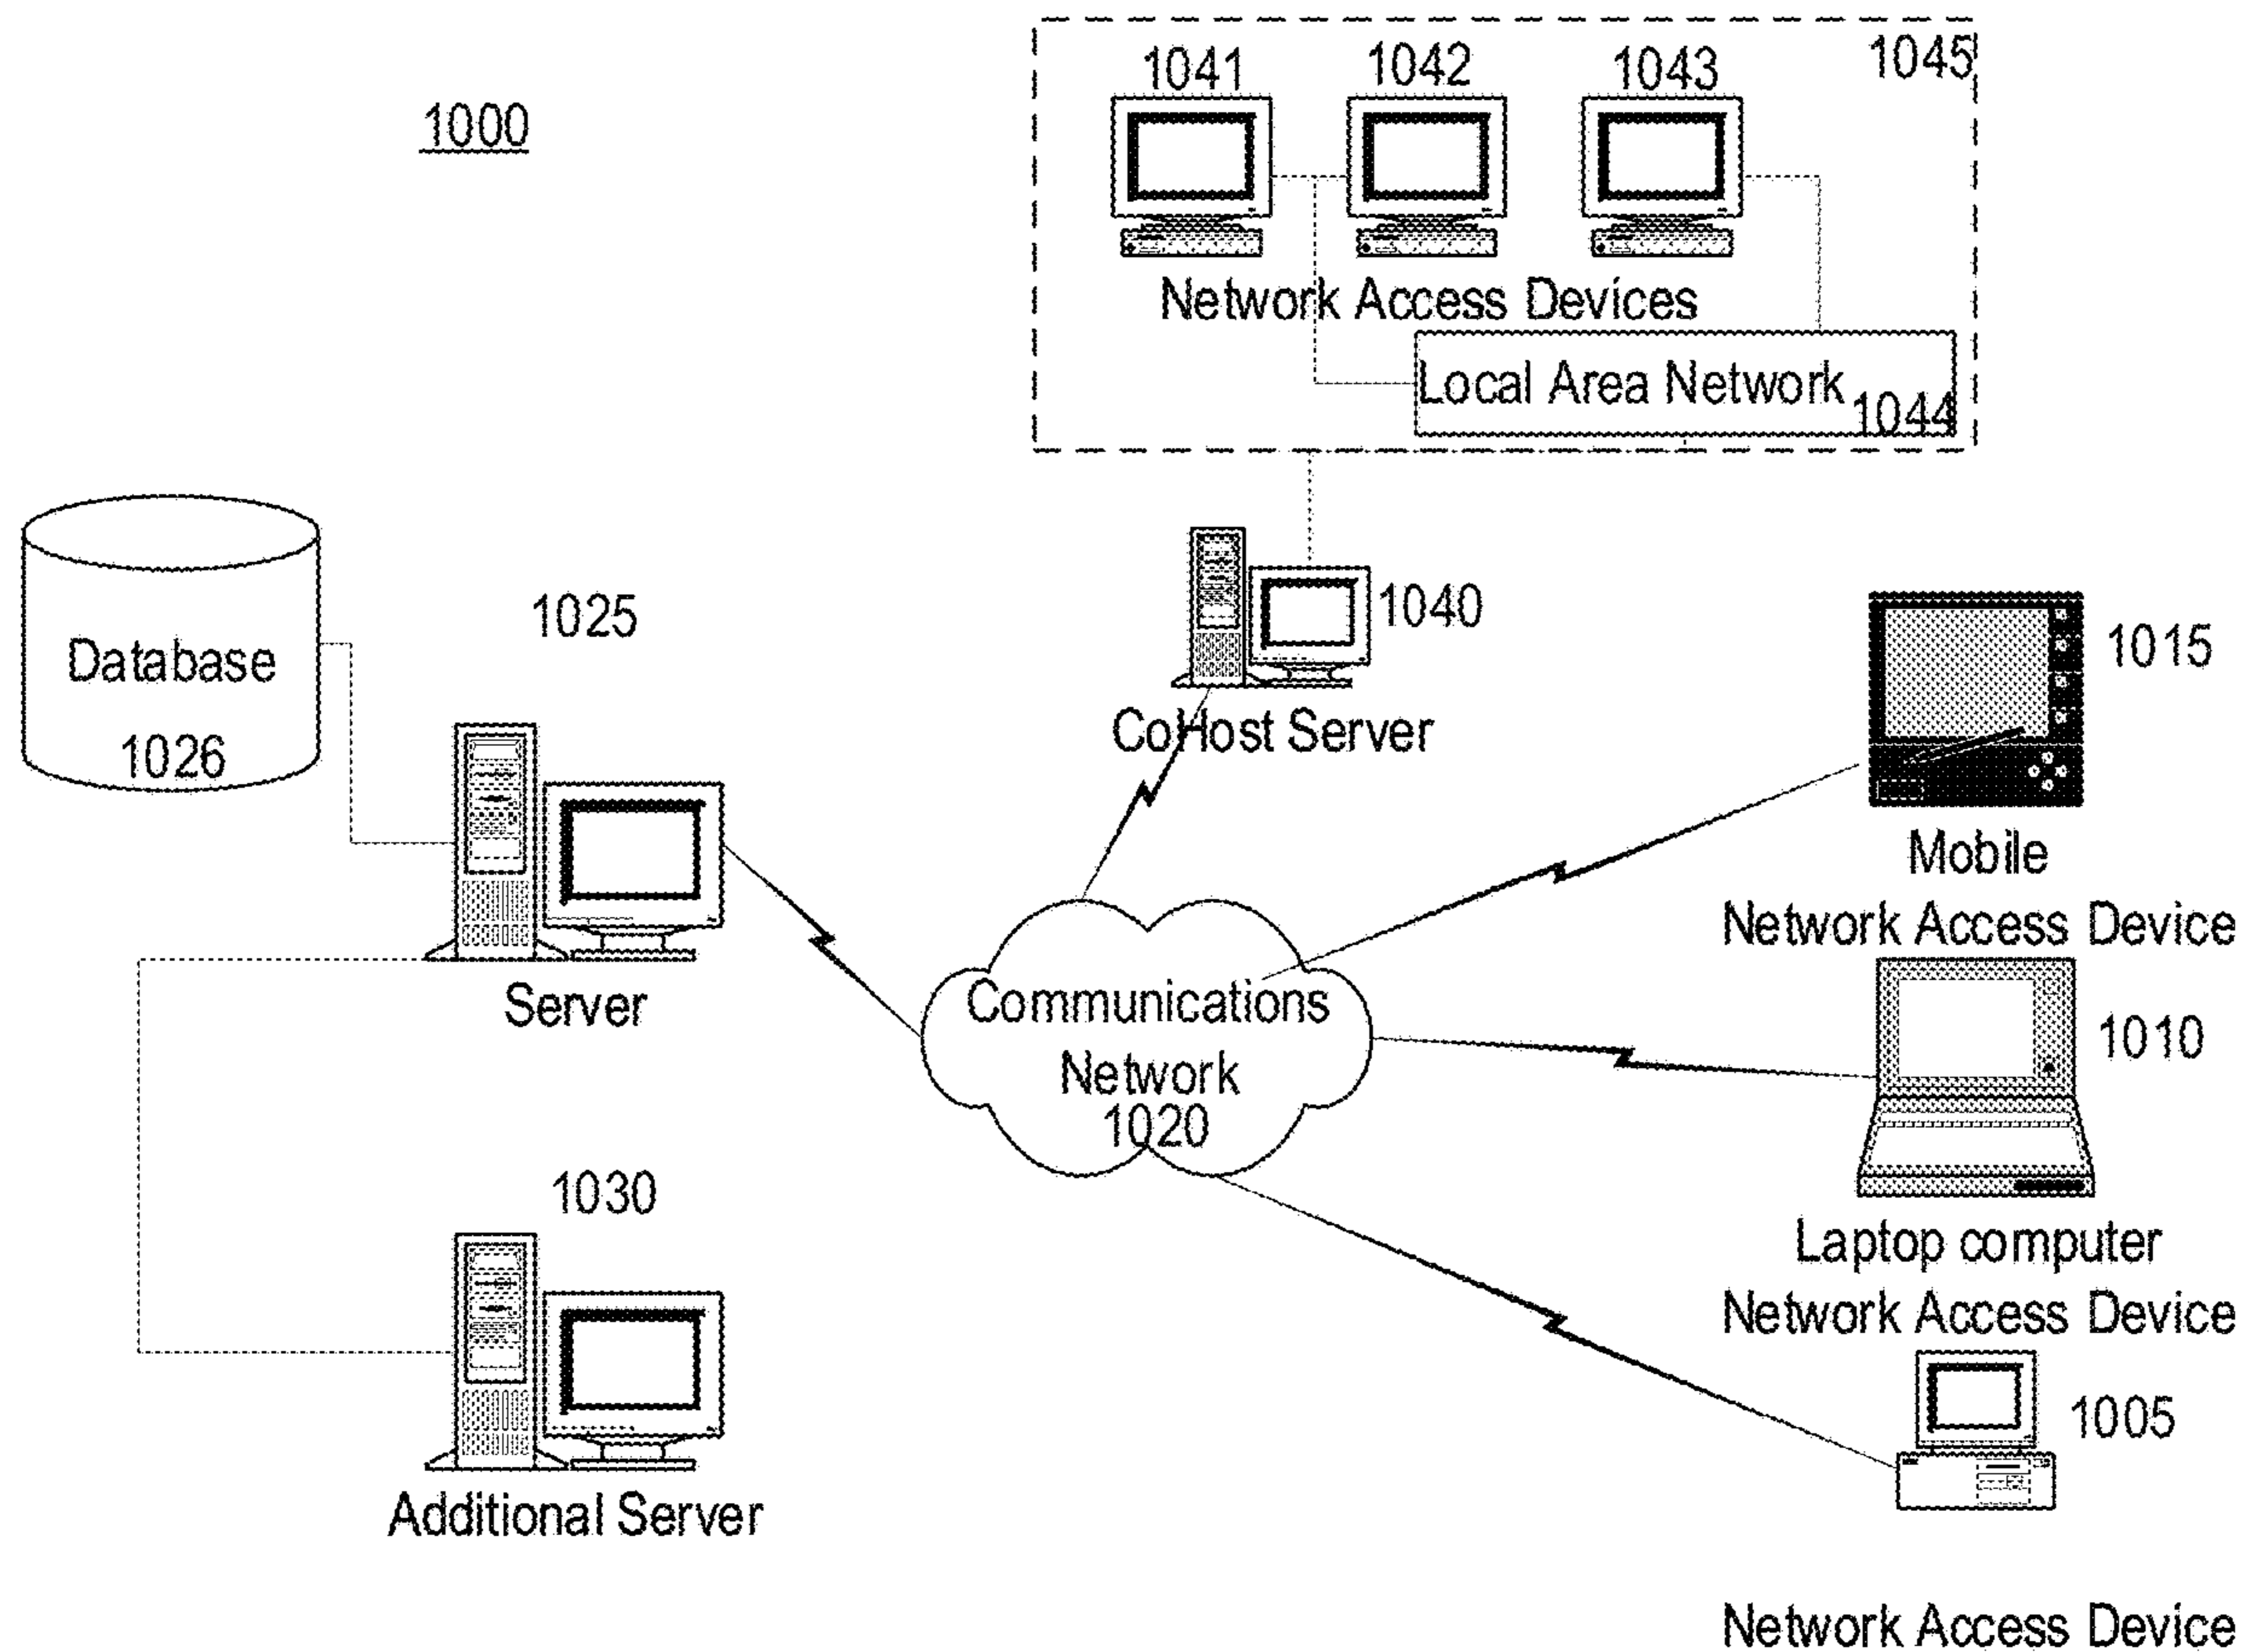 1000
1041
1042
1043
1045
Network Access Devices
Local Area Network
1044
Database
1026
1025
Server
1040
CoHost Server
1015
Mobile
Network Access Device
Communications
Network
1020
1010
Laptop computer
Network Access Device
1030
Additional Server
1005
Network Access Device